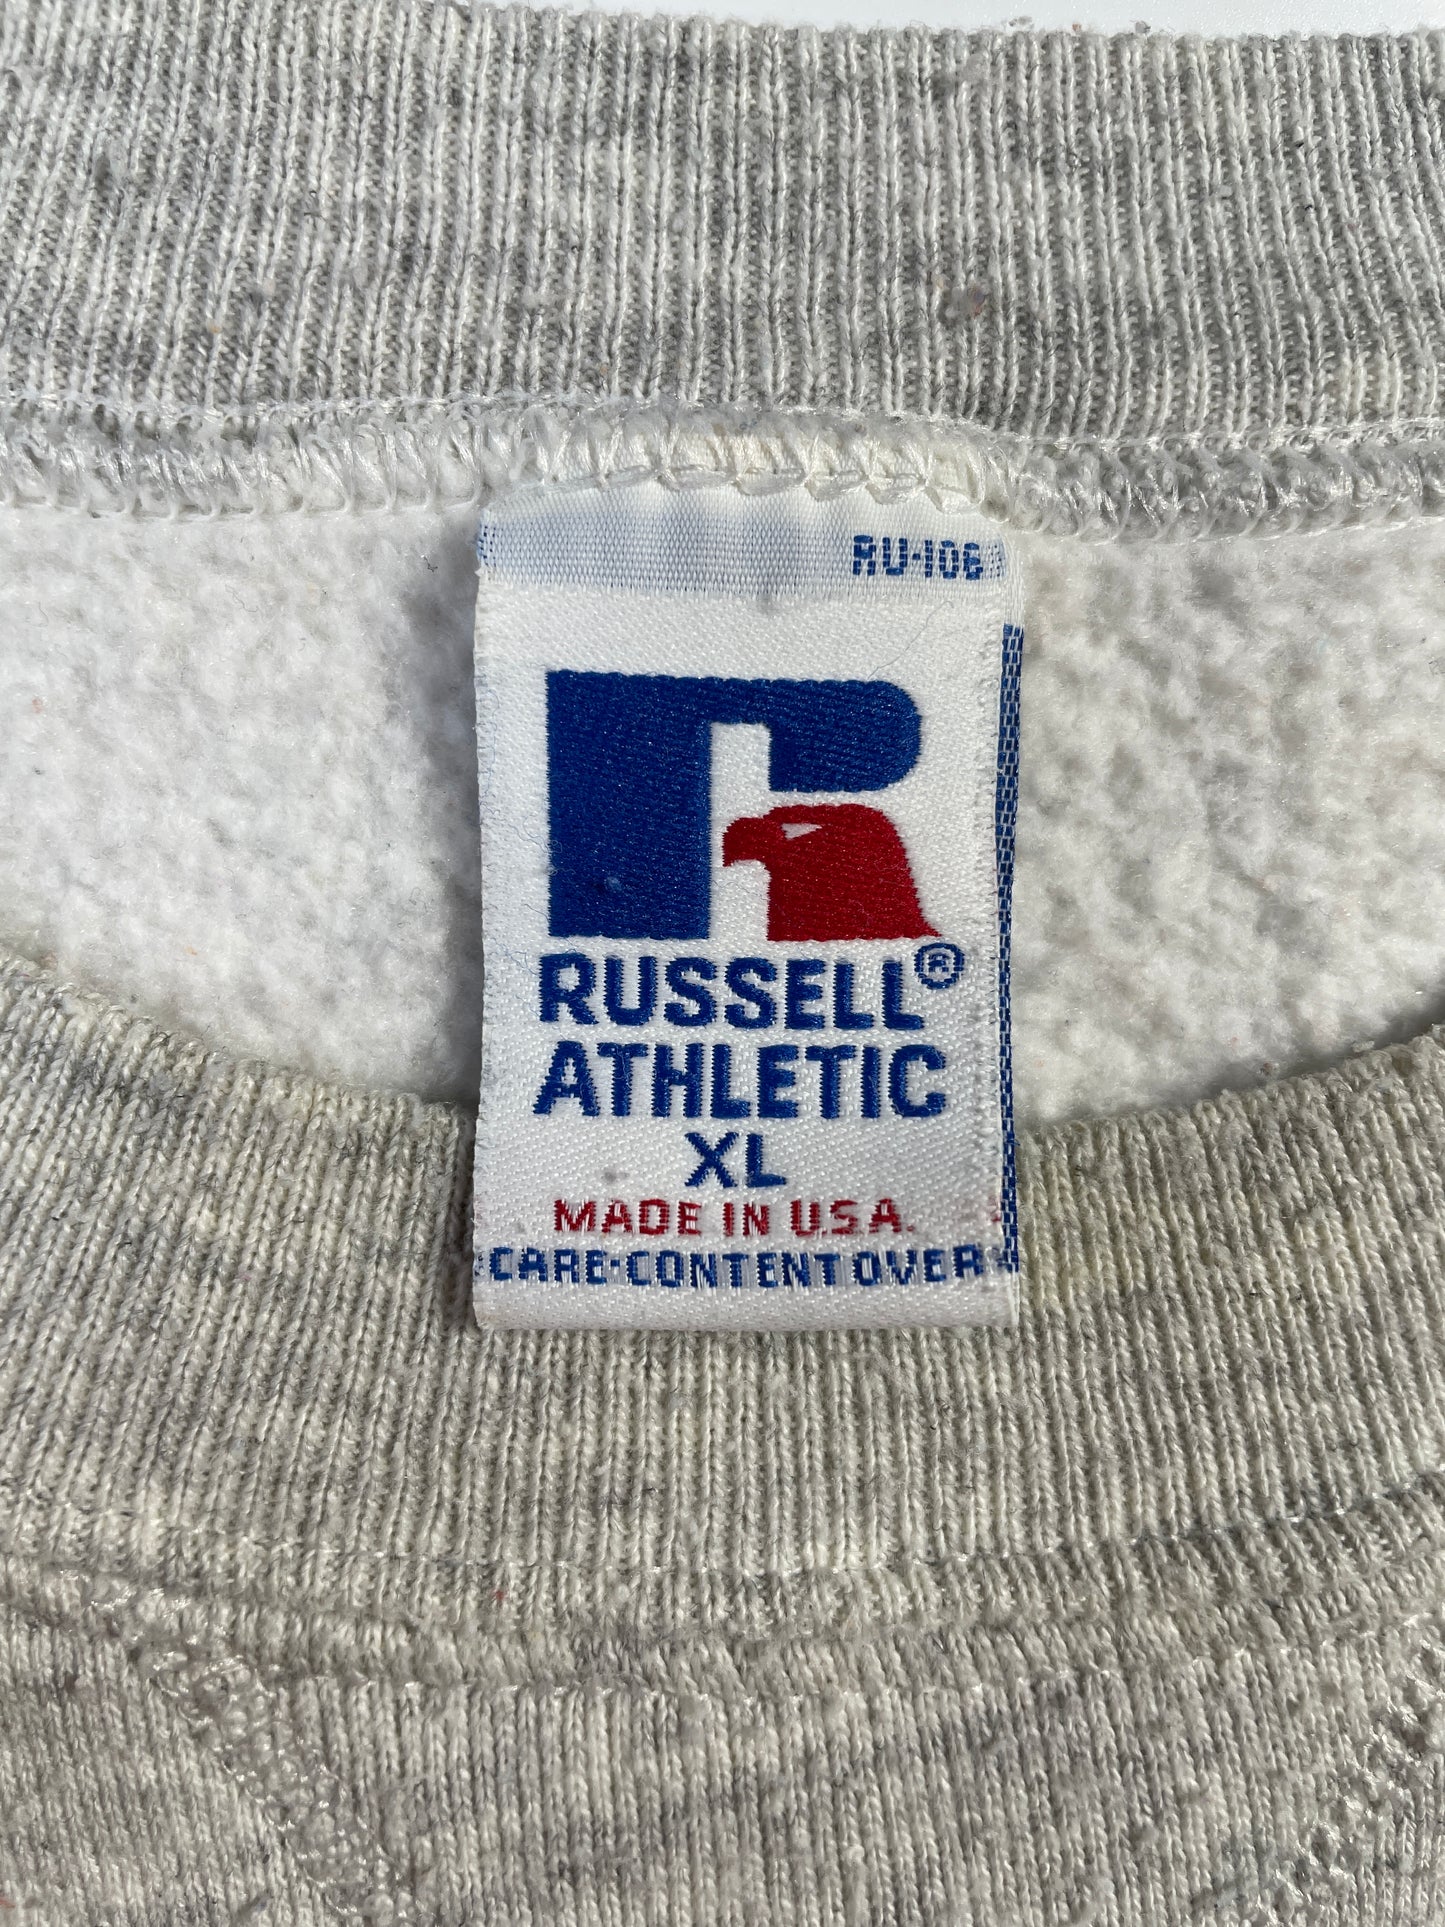 RU-106
RUSSELL®
ATHLETIC
XL
MADE IN U.S.A.
CARE-CONTENT OVER